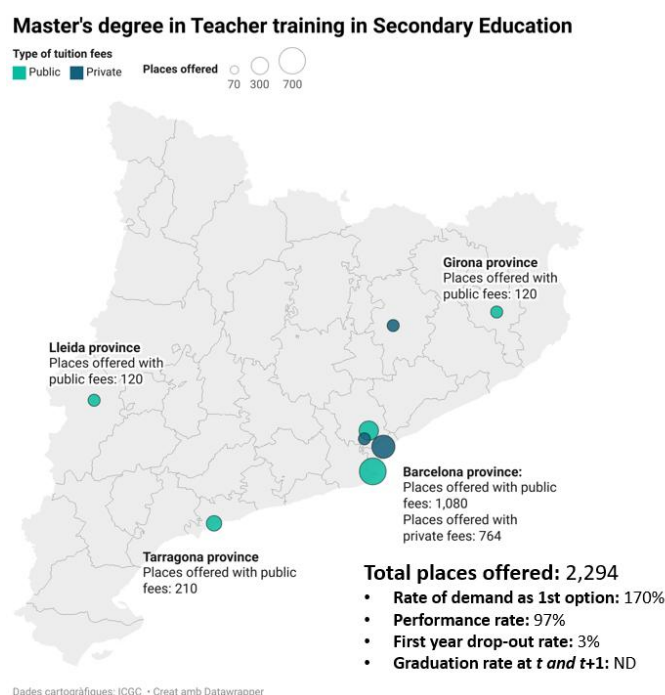 Master's degree in Teacher training in Secondary Education
Type of tuition fees
Public Private
Places offered
70 300 700
Girona province
Places offered with
public fees: 120
Lleida province
Places offered with
public fees: 120
Barcelona province:
Places offered with public
fees: 1,080
Places offered with
private fees: 764
Tarragona province
Places offered with public
fees: 210
Total places offered: 2,294
• Rate of demand as 1st option: 170%
• Performance rate: 97%
• First year drop-out rate: 3%
• Graduation rate at t and t+1: ND
Dades cartogràfiques: ICGC • Creat amb Datawrapper